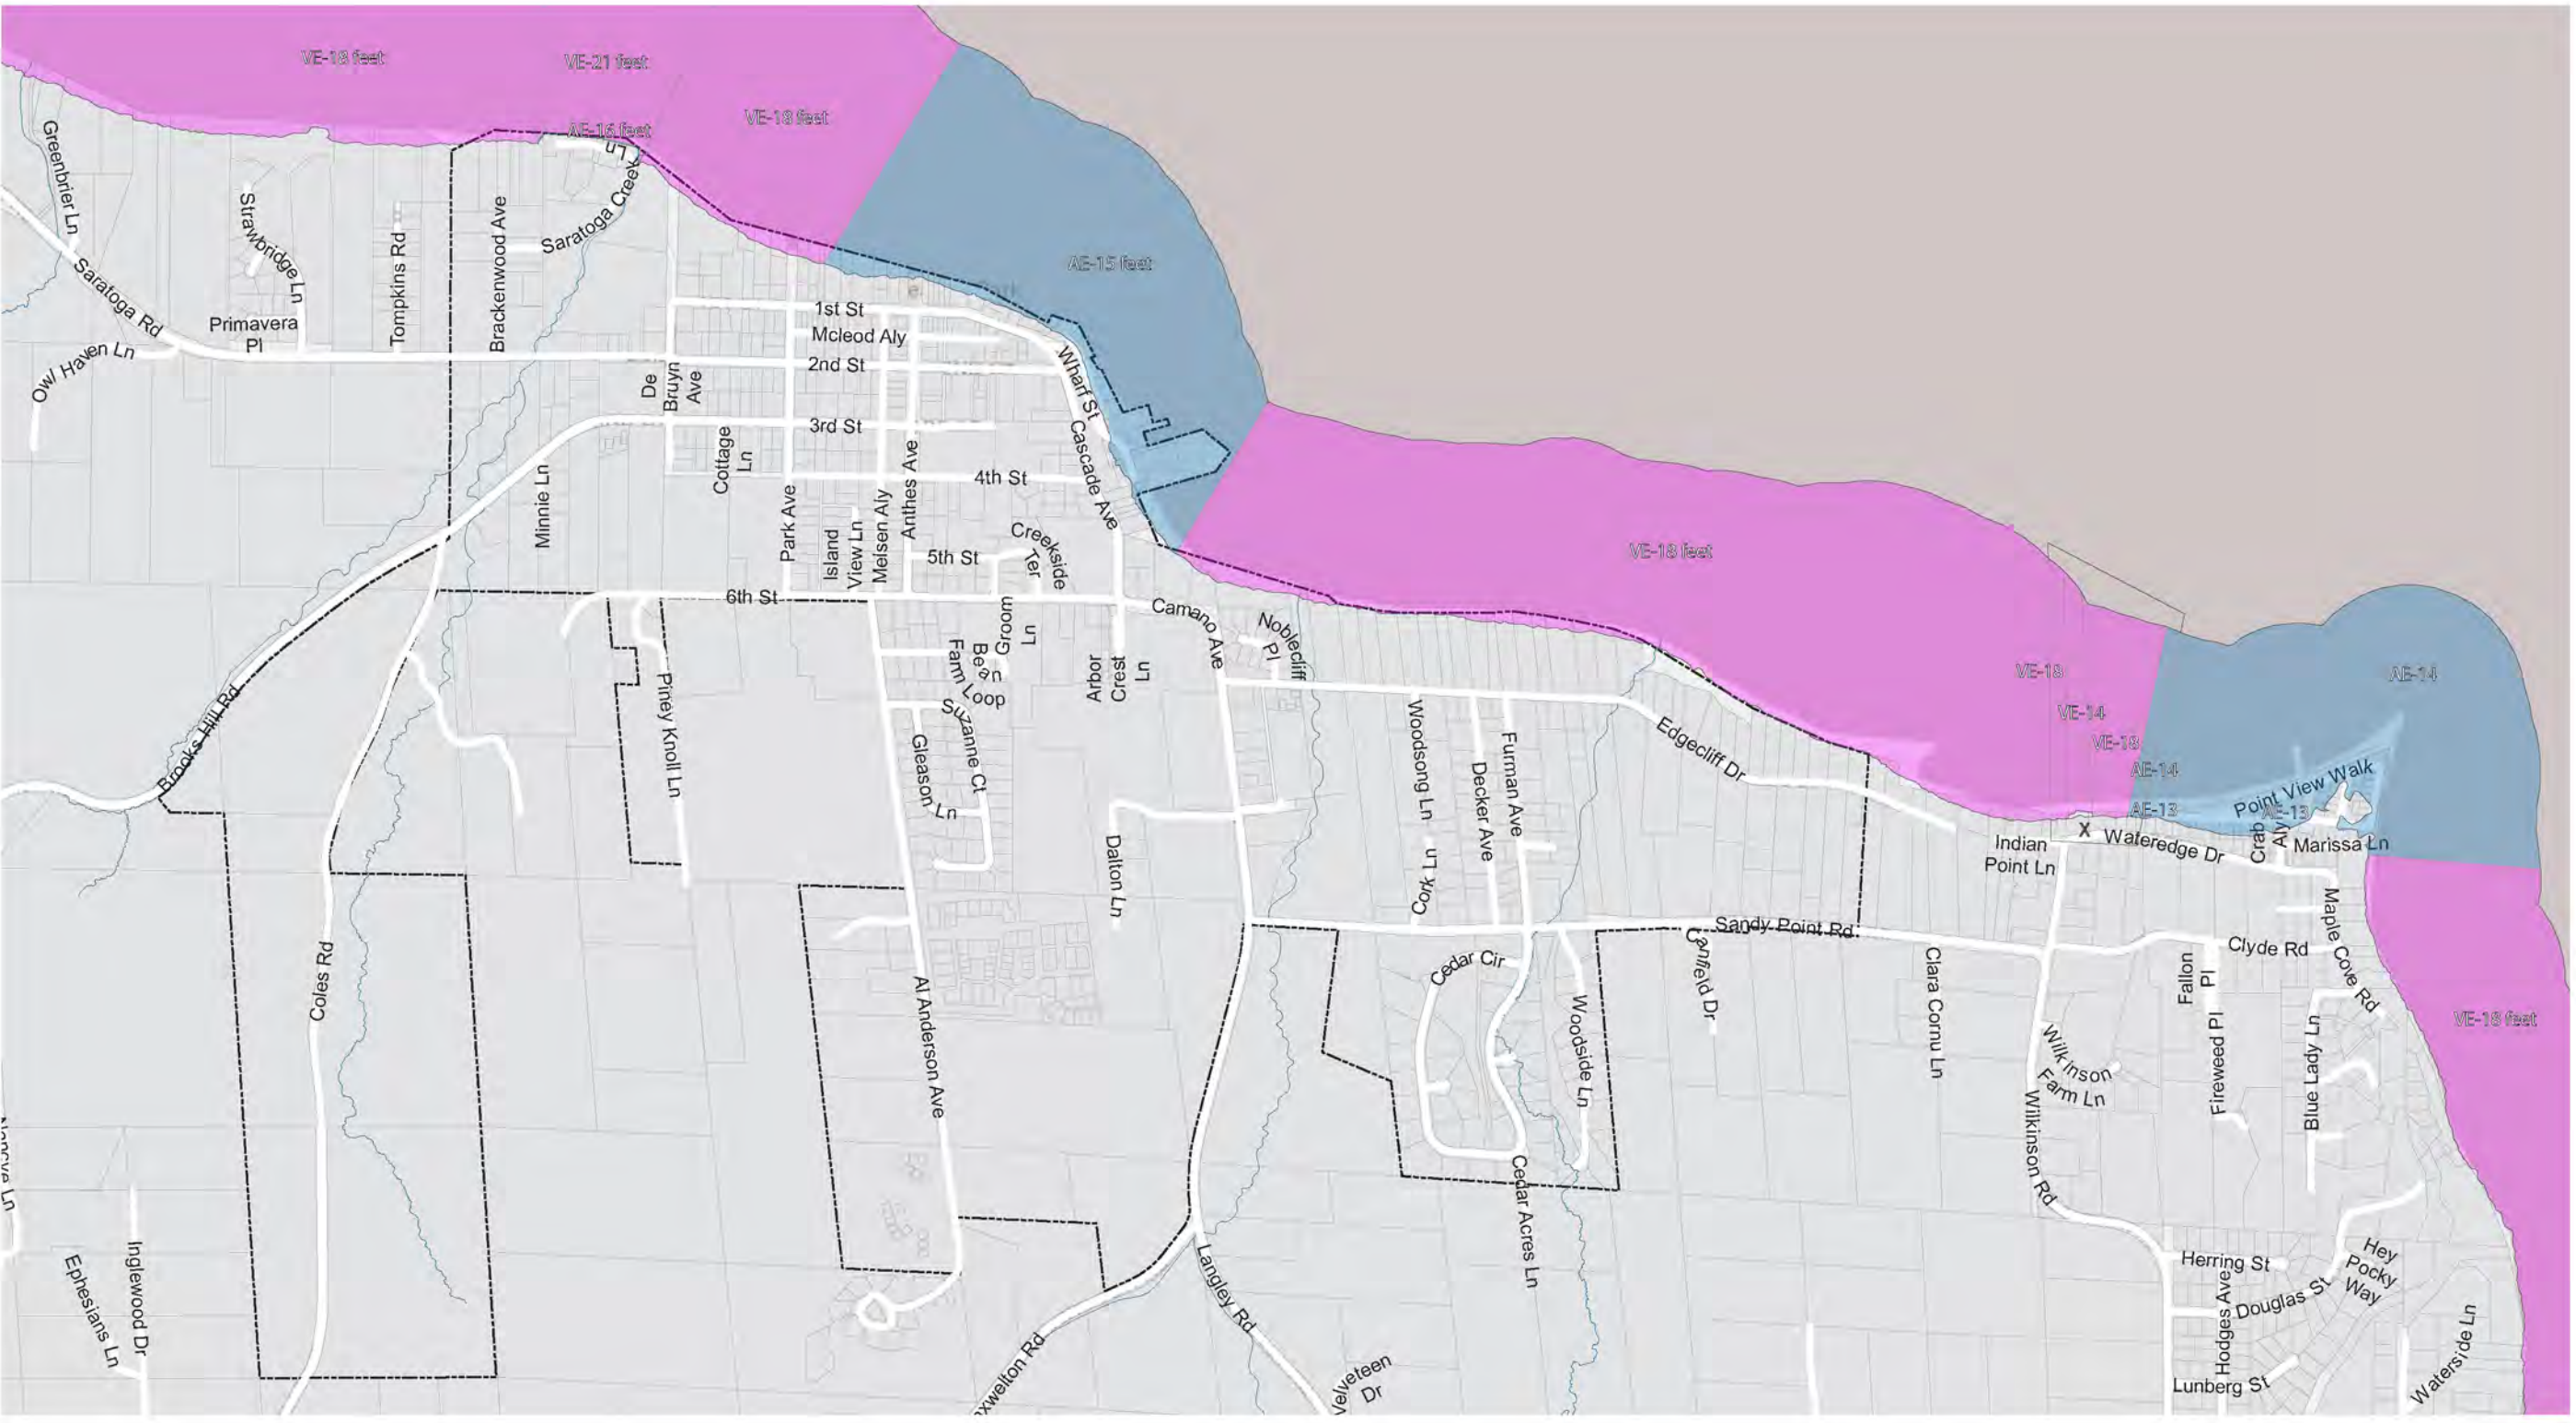 VE-18 feet
VE-21 feet
VE-18 feet
AE-16 feet
AE-15 feet
VE-18 feet
VE-18
VE-14
VE-18
AE-14
AE-13
AE-14
AE-13
VE-18 feet
Greenbrier Ln
Strawbridge Ln
Saratoga Rd
Primavera
Pl
Owl Haven Ln
Tompkins Rd
Brackenwood Ave
Saratoga Creek
Ln
1st St
Mcleod Aly
2nd St
De
Bruyn
Ave
3rd St
Cottage
Ln
4th St
Wharf St
Cascade Ave
Minnie Ln
Park Ave
Island
View Ln
Melsen Aly
Anthes Ave
5th St
Creekside
Ter
6th St
Camano Ave
Noblecliff
Pl
Groom
Ln
Bean
Farm Loop
Arbor
Crest
Ln
Suzanne Ct
Gleason Ln
Piney Knoll Ln
Brooks Hill Rd
Coles Rd
Dalton Ln
Woodsong Ln
Cork Ln
Decker Ave
Furman Ave
Edgecliff Dr
Sandy Point Rd
Indian
Point Ln
X
Wateredge Dr
Point View Walk
Crab
Aly
Marissa Ln
Maple Cove Rd
Clyde Rd
Fallon
Pl
Fireweed Pl
Blue Lady Ln
Clara Cornu Ln
Wilkinson
Farm Ln
Wilkinson Rd
Canfield Dr
Cedar Cir
Woodside Ln
Cedar Acres Ln
Al Anderson Ave
Langley Rd
oxwelton Rd
Velveteen
Dr
Inglewood Dr
Ephesians Ln
Herring St
Hodges Ave
Douglas St
Hey
Pocky
Way
Lunberg St
Waterside Ln